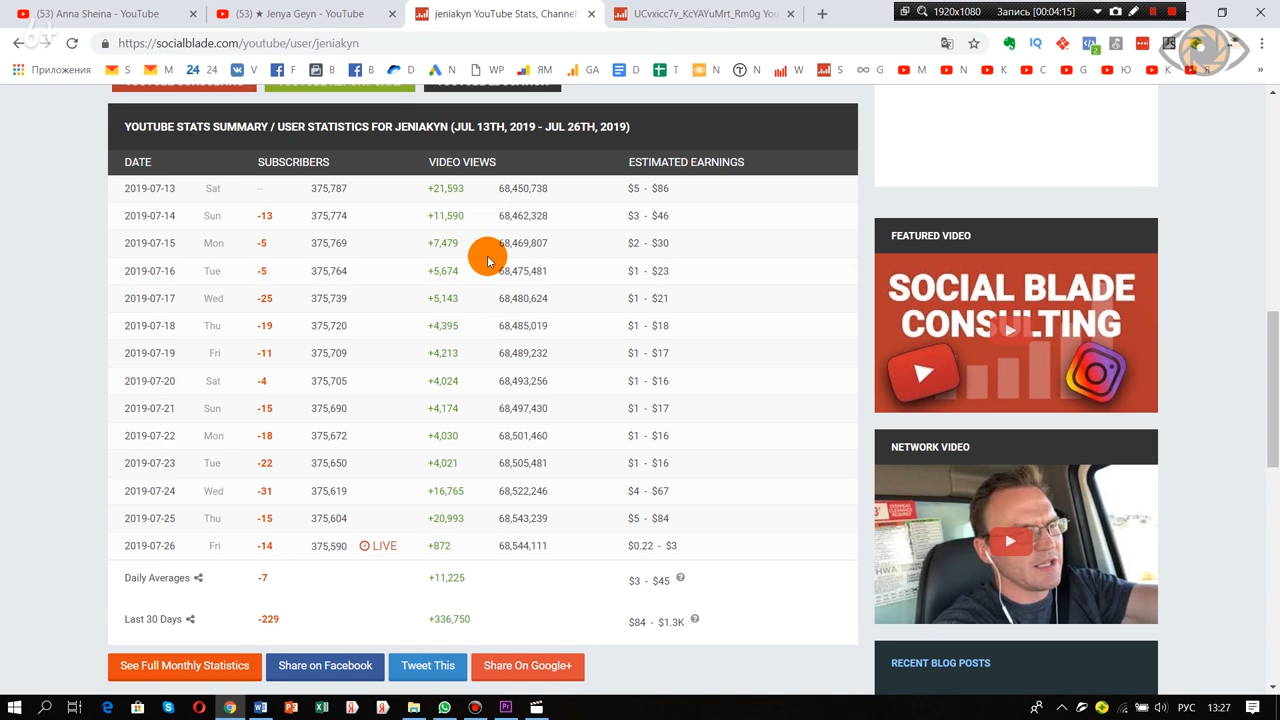 (53) Anna Sheina - YouTube
(53) ★ Jenya Go
Tube
jeniakyn YouTube Stats, Channel
UCvxicc7v_KcYAYuMrt_Rm0g You
1920x1080
Запись [00:04:15]
6+
https://socialblade.com/youtube/user/jeniakyn
Приложения S M 24 24 V F B F WP ЯМ GA D T N N W S G M N K C G Ю K Я »
YOUTUBE STATS SUMMARY / USER STATISTICS FOR JENIAKYN (JUL 13TH, 2019 - JUL 26TH, 2019)
DATE SUBSCRIBERS VIDEO VIEWS ESTIMATED EARNINGS
2019-07-13 Sat -- 375,787 +21,593 68,450,738 $5 - $86
2019-07-14 Sun -13 375,774 +11,590 68,462,328 $3 - $46
2019-07-15 Mon -5 375,769 +7,479 68,469,807 $2 - $30
2019-07-16 Tue -5 375,764 +5,674 68,475,481 $1 - $23
2019-07-17 Wed -25 375,739 +5,143 68,480,624 $1 - $21
2019-07-18 Thu -19 375,720 +4,395 68,485,019 $1 - $18
2019-07-19 Fri -11 375,709 +4,213 68,489,232 $1 - $17
2019-07-20 Sat -4 375,705 +4,024 68,493,256 $1 - $16
2019-07-21 Sun -15 375,690 +4,174 68,497,430 $1 - $17
2019-07-22 Mon -18 375,672 +4,030 68,501,460 $1 - $16
2019-07-23 Tue -22 375,650 +4,021 68,505,481 $1 - $16
2019-07-24 Wed -31 375,619 +16,765 68,522,246 $4 - $67
2019-07-25 Thu -15 375,604 +20,993 68,543,239 $5 - $84
2019-07-26 Fri -14 375,590 LIVE +872 68,544,111 $0.22 - $3
Daily Averages -7 +11,225 $3 - $45
Last 30 Days -229 +336,750 $84 - $1.3K
See Full Monthly Statistics
Share on Facebook
Tweet This
Share On Google+
FEATURED VIDEO
SOCIAL BLADE
CONSULTING
NETWORK VIDEO
RECENT BLOG POSTS
РУС 13:27